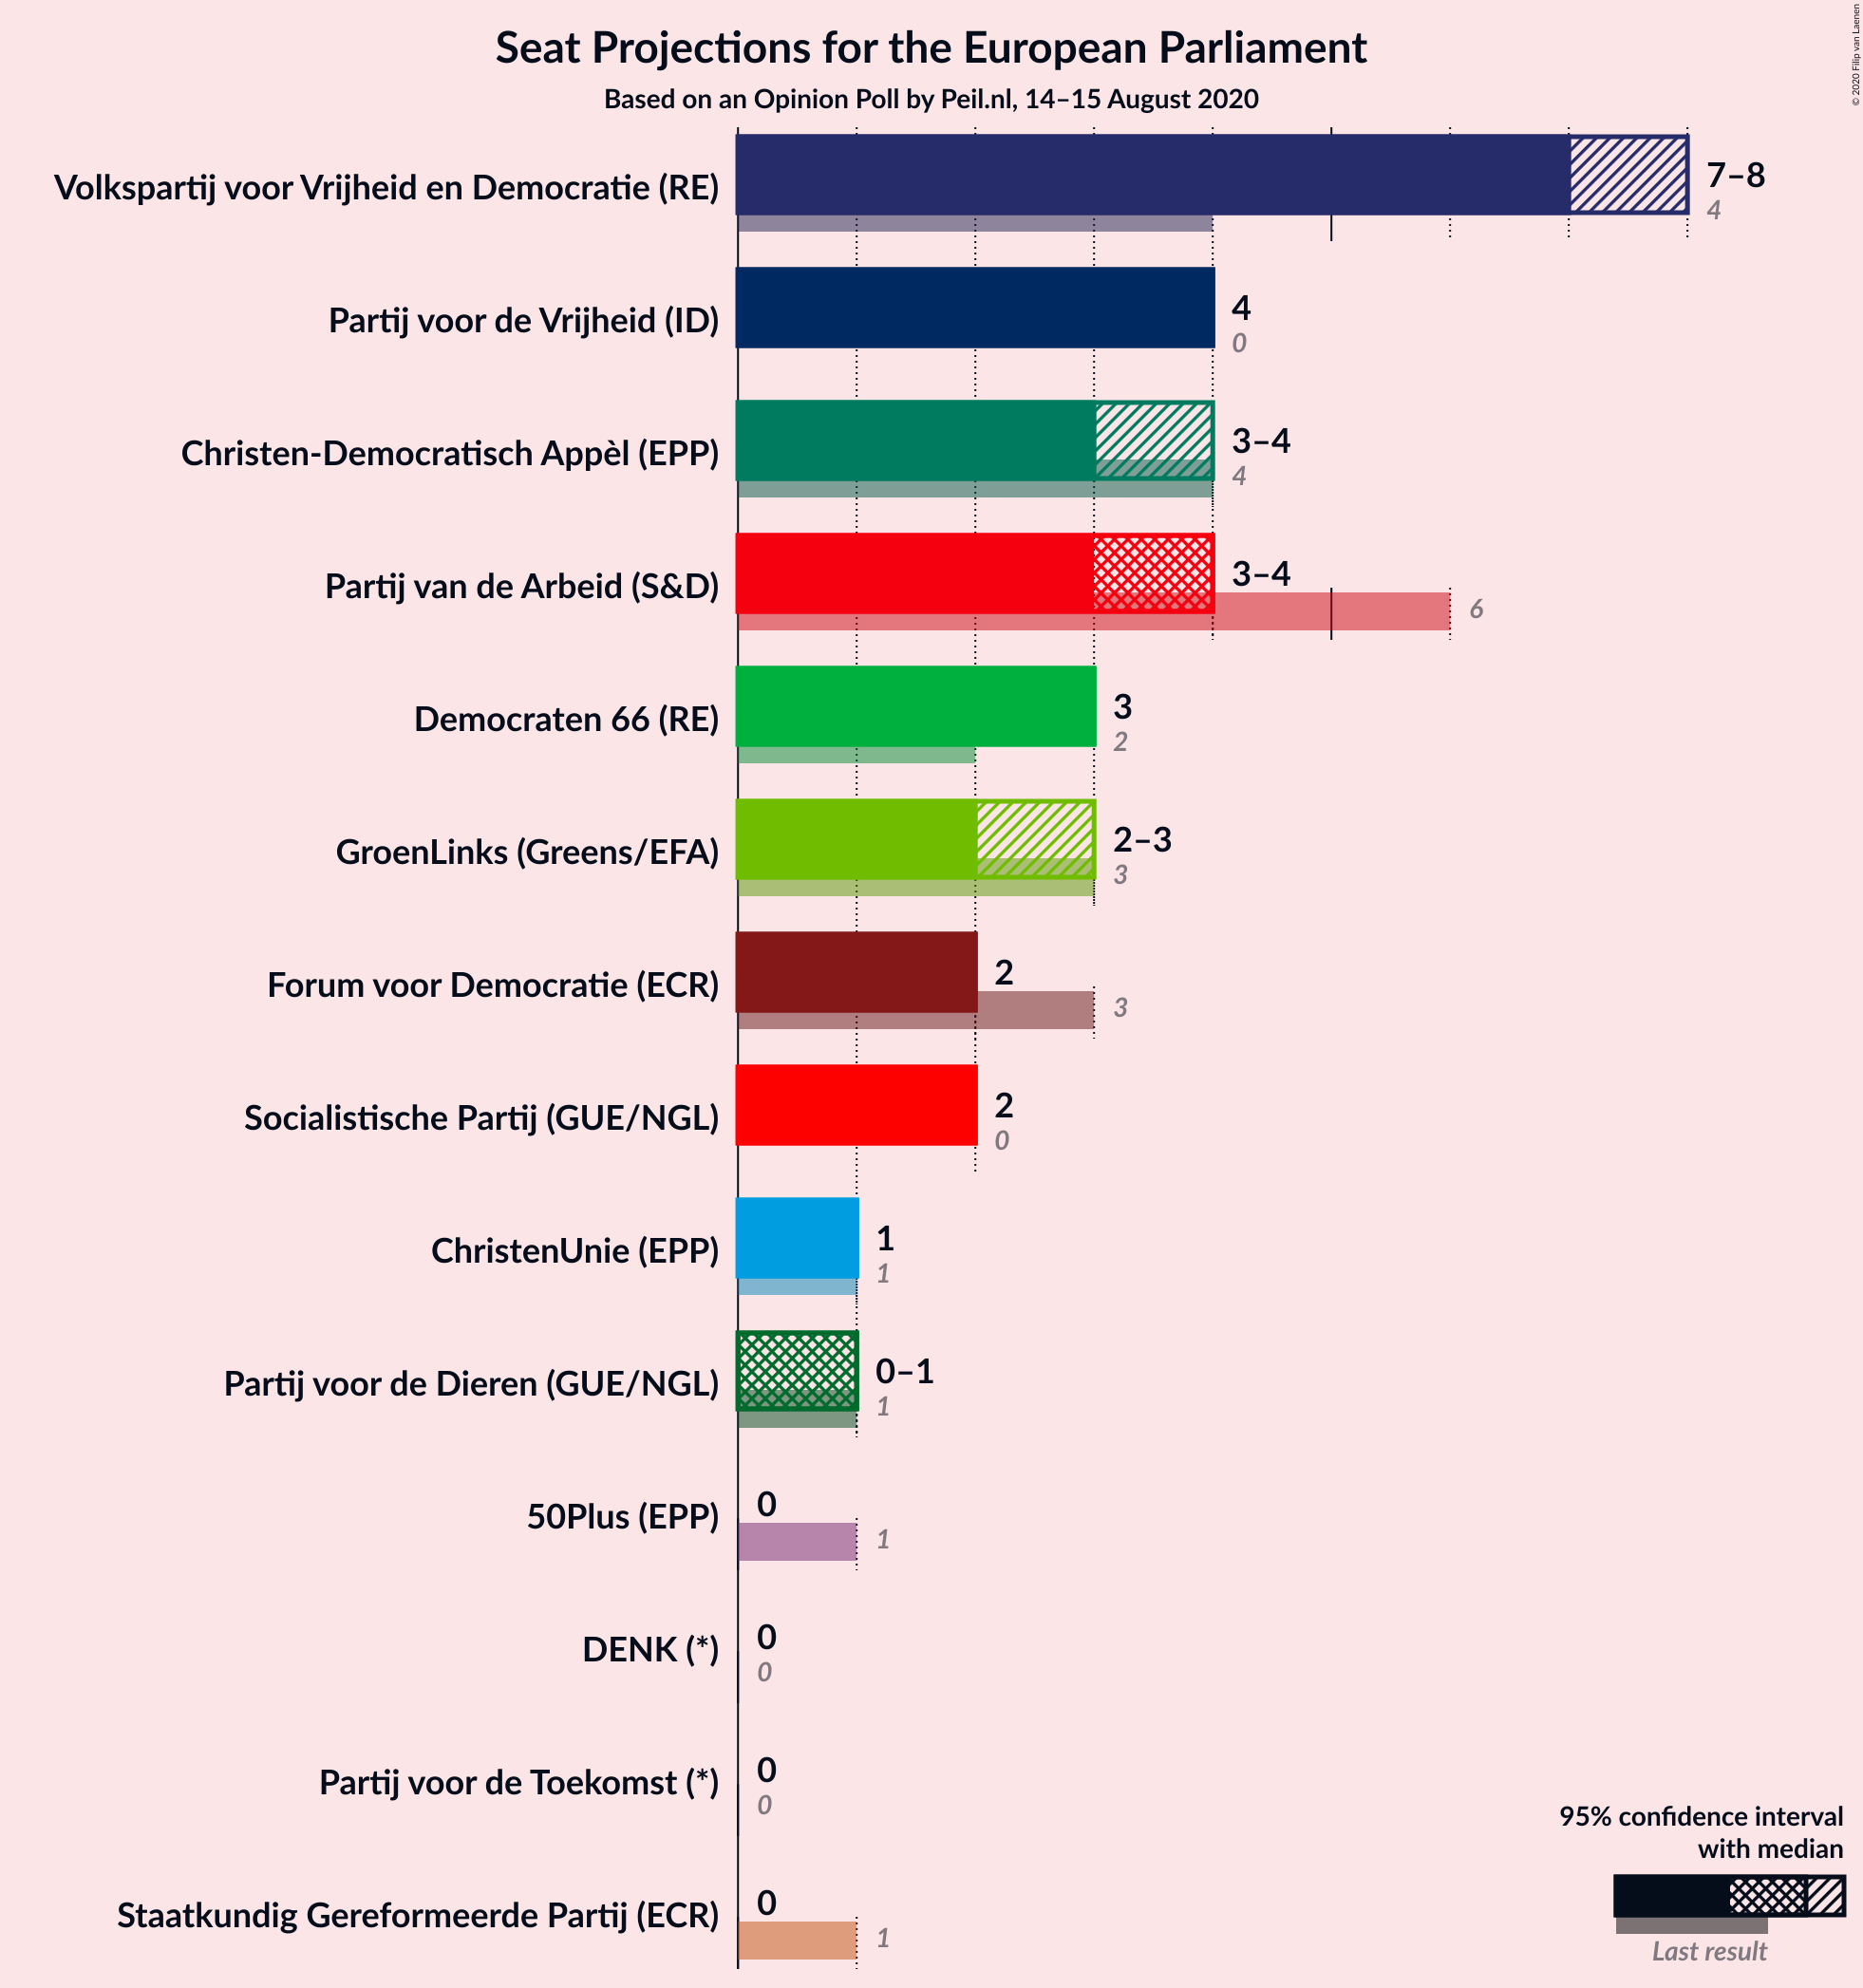 Seat Projections for the European Parliament
Based on an Opinion Poll by Peil.nl, 14–15 August 2020
© 2020 Filip van Laenen
Volkspartij voor Vrijheid en Democratie (RE)
7–8
4
Partij voor de Vrijheid (ID)
4
0
Christen-Democratisch Appèl (EPP)
3–4
4
Partij van de Arbeid (S&D)
3–4
6
Democraten 66 (RE)
3
2
GroenLinks (Greens/EFA)
2–3
3
Forum voor Democratie (ECR)
2
3
Socialistische Partij (GUE/NGL)
2
0
ChristenUnie (EPP)
1
1
Partij voor de Dieren (GUE/NGL)
0–1
1
50Plus (EPP)
0
1
DENK (*)
0
0
Partij voor de Toekomst (*)
0
0
Staatkundig Gereformeerde Partij (ECR)
0
1
95% confidence interval
with median
Last result